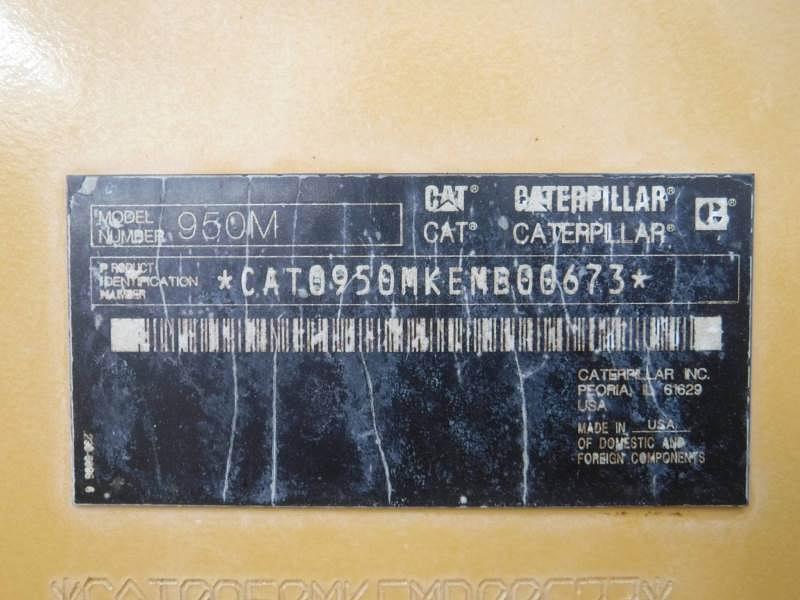 MODEL NUMBER 950M
CAT® CATERPILLAR®
CAT® CATERPILLAR®
PRODUCT IDENTIFICATION NUMBER *CAT0950MKEMB00673*
CATERPILLAR INC.
PEORIA, IL 61629
USA
MADE IN USA
OF DOMESTIC AND
FOREIGN COMPONENTS